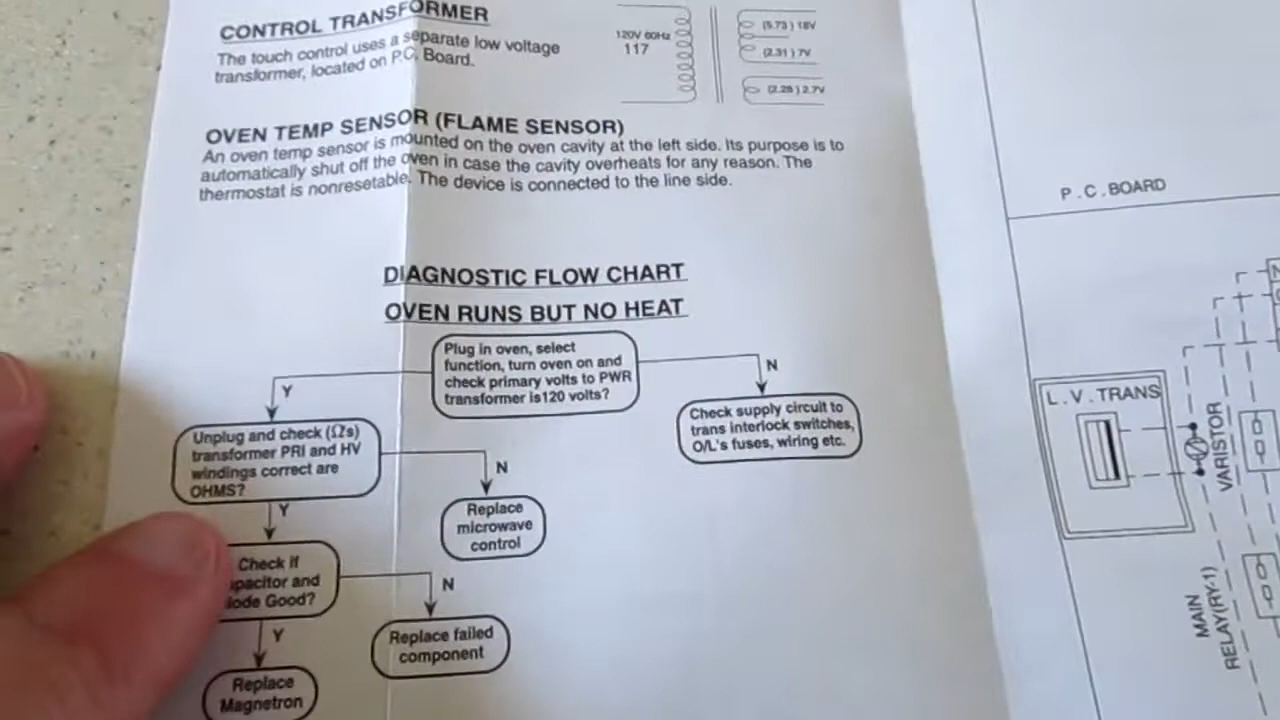 CONTROL TRANSFORMER
The touch control uses a separate low voltage
transformer, located on P.C. Board.
120V 60Hz
117
(5.73) 18V
(2.31) 7V
(2.28) 2.7V
OVEN TEMP SENSOR (FLAME SENSOR)
An oven temp sensor is mounted on the oven cavity at the left side. Its purpose is to
automatically shut off the oven in case the cavity overheats for any reason. The
thermostat is nonresetable. The device is connected to the line side.
DIAGNOSTIC FLOW CHART
OVEN RUNS BUT NO HEAT
Plug in oven, select
function, turn oven on and
check primary volts to PWR
transformer is120 volts?
Y
N
Unplug and check (Ωs)
transformer PRI and HV
windings correct are
OHMS?
Check supply circuit to
trans interlock switches,
O/L's fuses, wiring etc.
Y
N
Replace
microwave
control
Check if
pacitor and
iode Good?
N
Y
Replace failed
component
Replace
Magnetron
P.C.BOARD
L.V.TRANS
VARISTOR
MAIN
RELAY(RY-1)